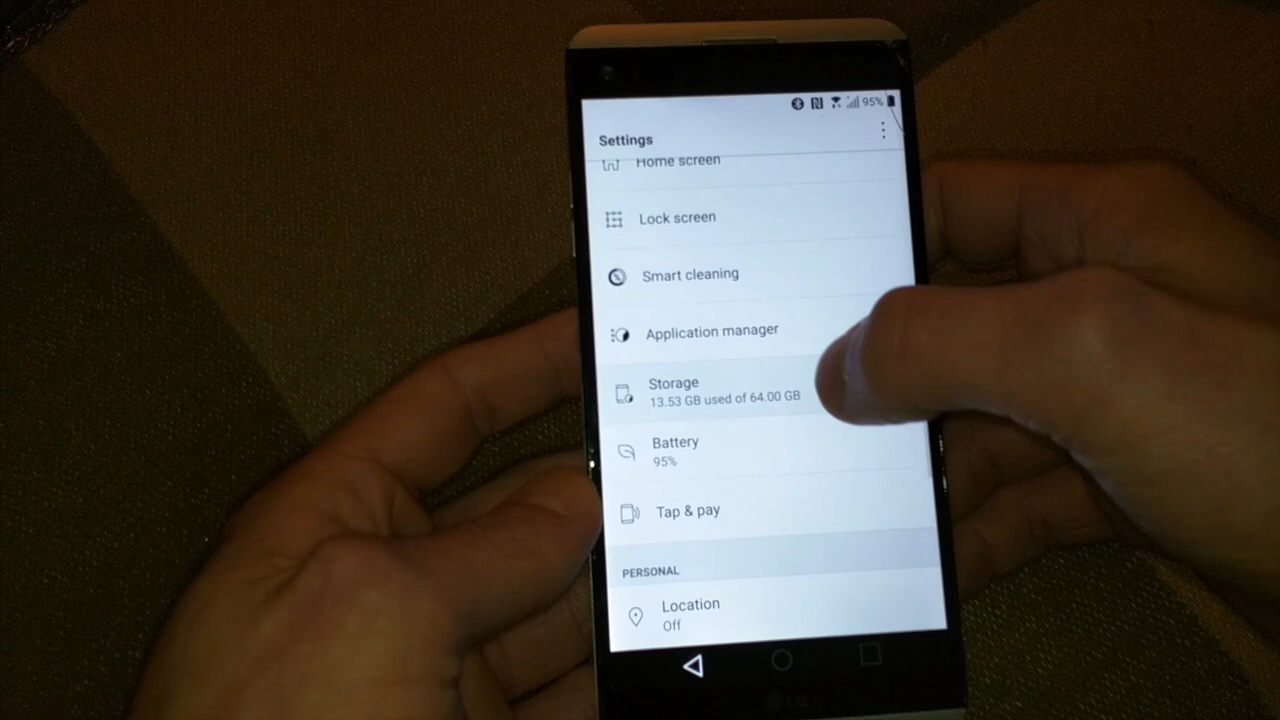 95%
Settings
Home screen
Lock screen
Smart cleaning
Application manager
Storage
13.53 GB used of 64.00 GB
Battery
95%
Tap & pay
PERSONAL
Location
Off
LG